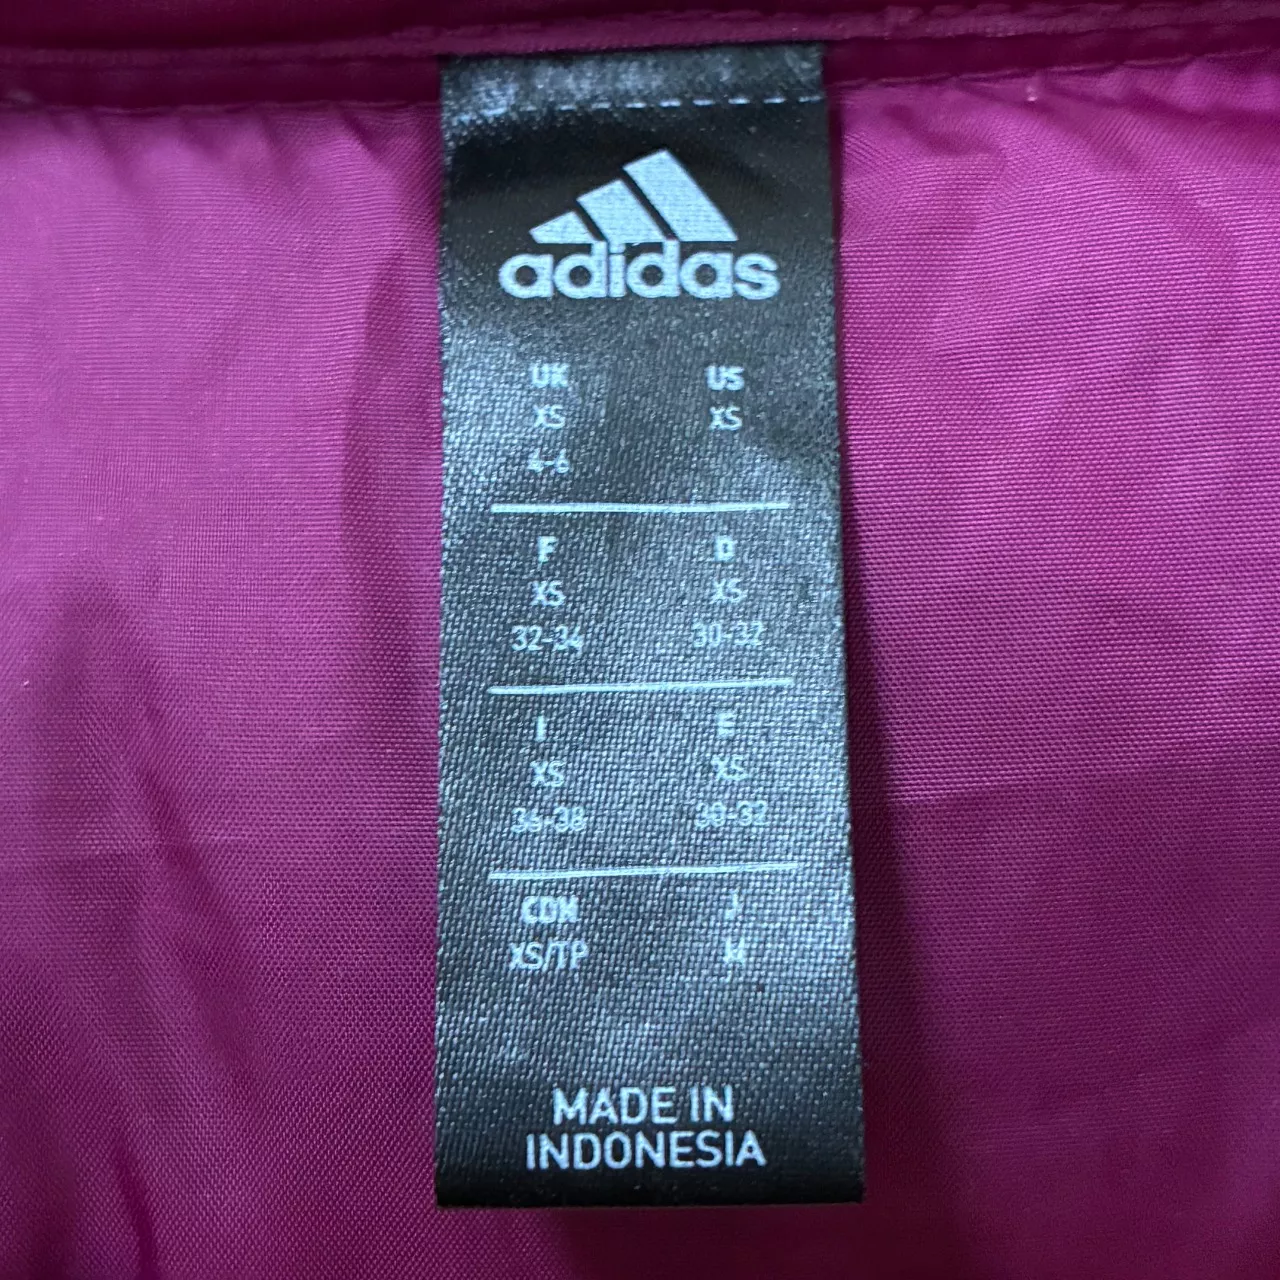 adidas
UK US
XS XS
4-6
F D
XS XS
32-34 30-32
I E
XS XS
36-38 30-32
CDN J
XS/TP M
MADE IN
INDONESIA